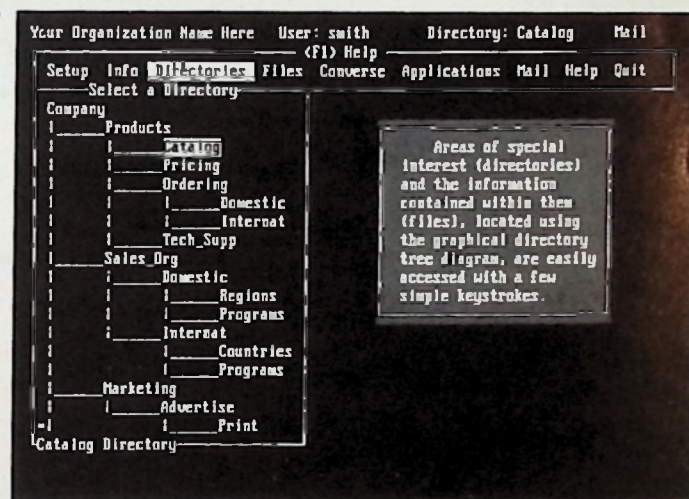 Your Organization Name Here User: smith Directory: Catalog Mail
(F1) Help
Setup Info Directories Files Converse Applications Mail Help Quit
Select a Directory
Company
Products
Catalog
Pricing
Ordering
Domestic
Internat
Tech_Supp
Sales_Org
Domestic
Regions
Programs
Internat
Countries
Programs
Marketing
Advertise
Print
Catalog Directory
Areas of special
interest (directories)
and the information
contained within them
(files), located using
the graphical directory
tree diagram, are easily
accessed with a few
simple keystrokes.